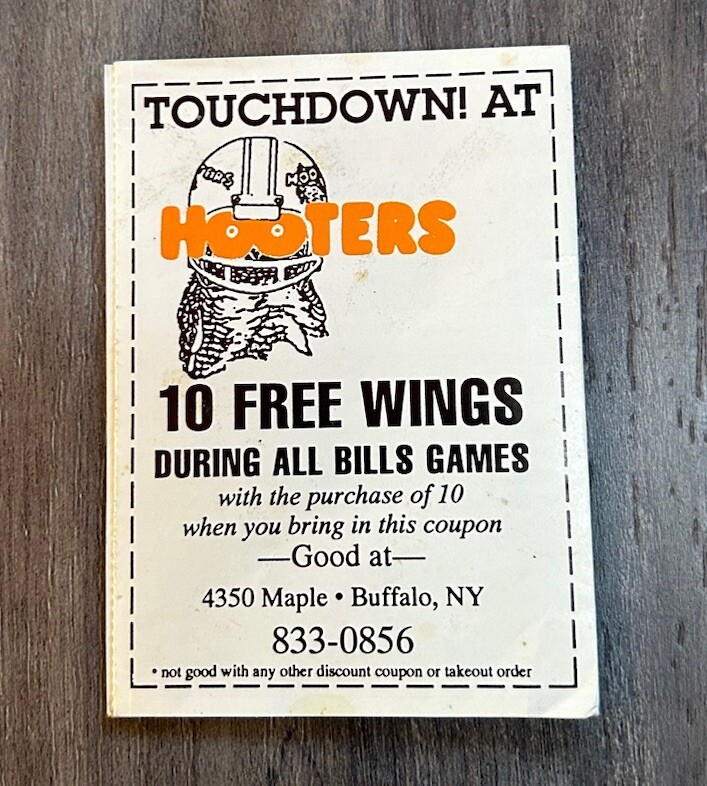 TOUCHDOWN! AT
HOOTERS
10 FREE WINGS
DURING ALL BILLS GAMES
with the purchase of 10
when you bring in this coupon
—Good at—
4350 Maple • Buffalo, NY
833-0856
• not good with any other discount coupon or takeout order